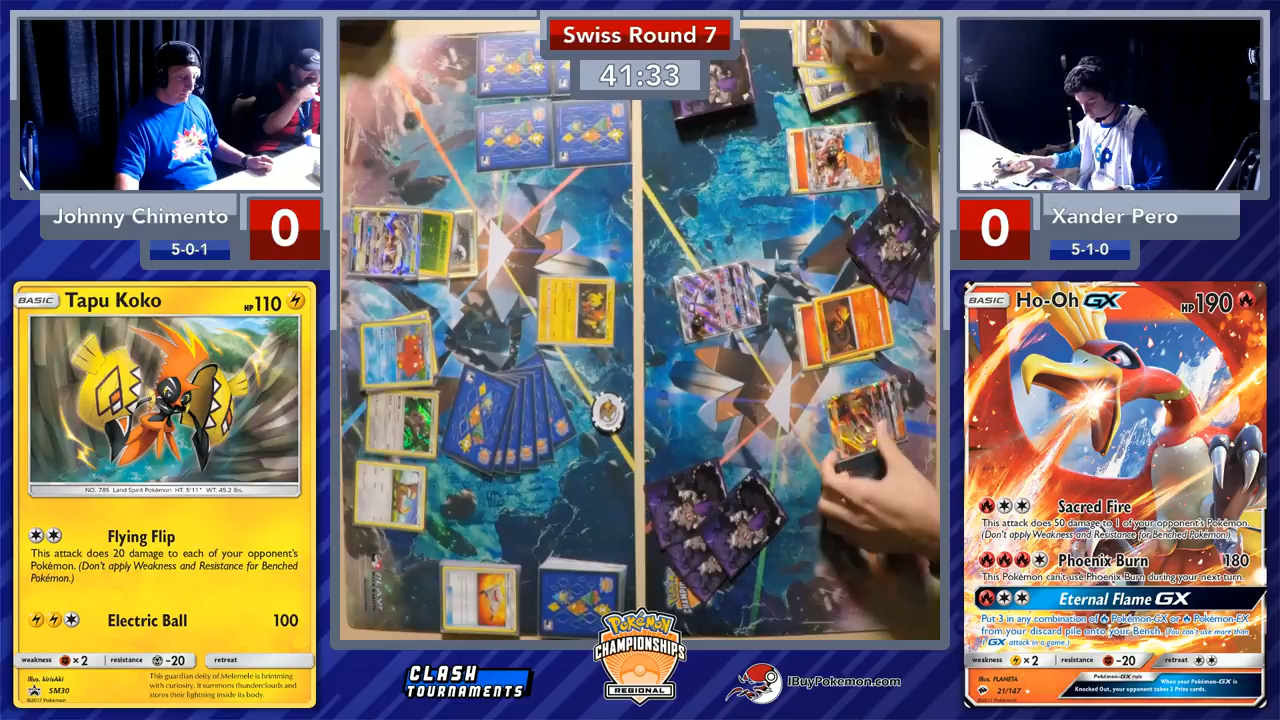 Swiss Round 7
41:33
Johnny Chimento
0
5-0-1
0
Xander Pero
5-1-0
BASIC Tapu Koko HP 110
NO. 785 Land Spirit Pokémon HT: 5'11" WT: 45.2 lbs.
Flying Flip
This attack does 20 damage to each of your opponent's
Pokémon. (Don't apply Weakness and Resistance for Benched
Pokémon.)
Electric Ball 100
weakness ×2 resistance -20 retreat
Illus. kirisAki
SM30
©2017 Pokémon
This guardian deity of Melemele is brimming
with curiosity. It summons thunderclouds and
stores their lightning inside its body.
BASIC Ho-Oh GX HP 190
Sacred Fire
This attack does 50 damage to 1 of your opponent's Pokémon.
(Don't apply Weakness and Resistance for Benched Pokémon.)
Phoenix Burn 180
This Pokémon can't use Phoenix Burn during your next turn.
Eternal Flame GX
Put 3 in any combination of Pokémon-GX or Pokémon-EX
from your discard pile onto your Bench. (You can't use more than
1 GX attack in a game.)
weakness ×2 resistance -20 retreat
Illus. PLANETA
21/147
©2017 Pokémon
Pokémon-GX rule
When your Pokémon-GX is
Knocked Out, your opponent takes 2 Prize cards.
CLASH
TOURNAMENTS
Pokémon
CHAMPIONSHIPS
REGIONAL
IBuyPokemon.com